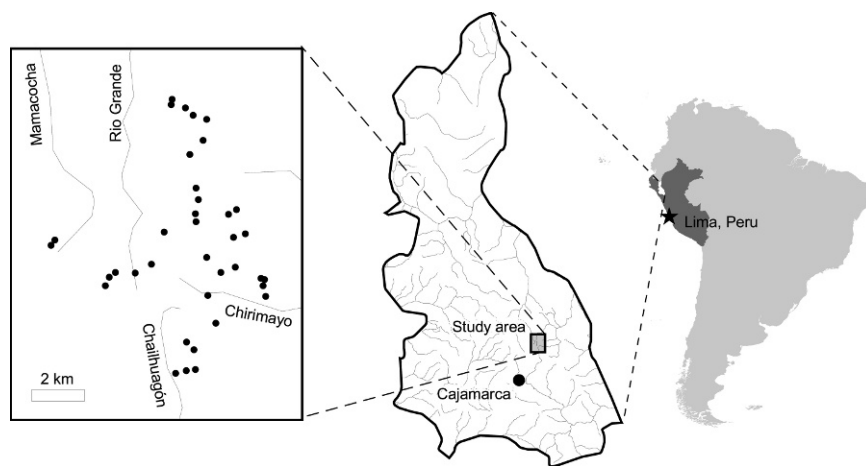 Mamacocha
Rio Grande
Chirimayo
Chailhuagón
2 km
Study area
Cajamarca
Lima, Peru